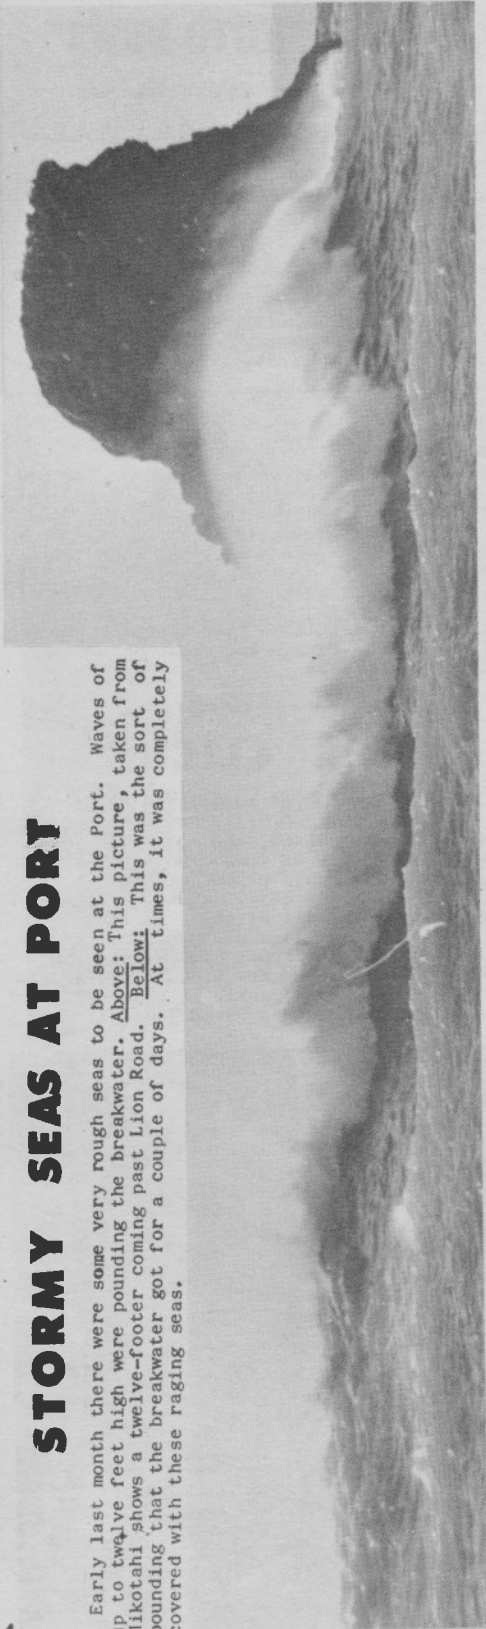 STORMY SEAS AT PORT
Early last month there were some very rough seas to be seen at the Port. Waves of
up to twelve feet high were pounding the breakwater. Above: This picture, taken from
Mikotahi shows a twelve-footer coming past Lion Road. Below: This was the sort of
pounding that the breakwater got for a couple of days. At times, it was completely
covered with these raging seas.